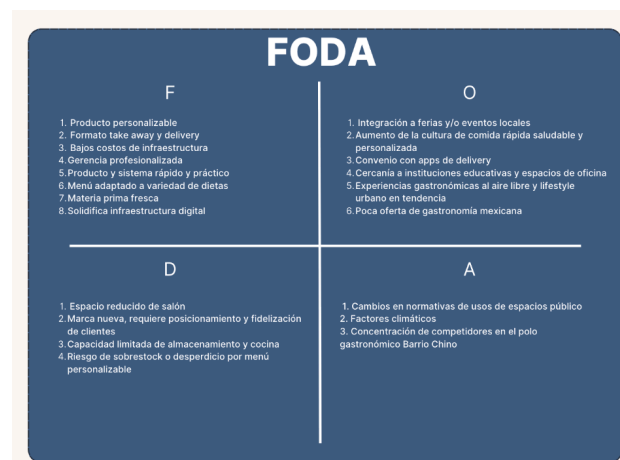 FODA
F
1. Producto personalizable
2. Formato take away y delivery
3. Bajos costos de infraestructura
4. Gerencia profesionalizada
5. Producto y sistema rápido y práctico
6. Menú adaptado a variedad de dietas
7. Materia prima fresca
8. Solidifica infraestructura digital
O
1. Integración a ferias y/o eventos locales
2. Aumento de la cultura de comida rápida saludable y
personalizada
3. Convenio con apps de delivery
4. Cercanía a instituciones educativas y espacios de oficina
5. Experiencias gastronómicas al aire libre y lifestyle
urbano en tendencia
6. Poca oferta de gastronomía mexicana
D
1. Espacio reducido de salón
2. Marca nueva, requiere posicionamiento y fidelización
de clientes
3. Capacidad limitada de almacenamiento y cocina
4. Riesgo de sobrestock o desperdicio por menú
personalizable
A
1. Cambios en normativas de usos de espacios público
2. Factores climáticos
3. Concentración de competidores en el polo
gastronómico Barrio Chino